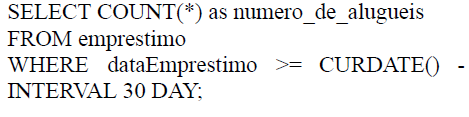 SELECT COUNT(*) as numero_de_alugueis
FROM emprestimo
WHERE dataEmprestimo >= CURDATE() -
INTERVAL 30 DAY;